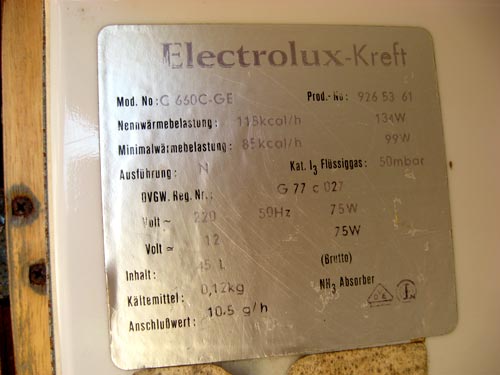 Electrolux-Kreft
Mod. No: C 660C-GE Prod.-No: 926 53 61
Nennwärmebelastung: 115kcal/h 134W
Minimalwärmebelastung: 85kcal/h 99W
Ausführung: N Kat. I3 Flüssiggas: 50mbar
DVGW. Reg. Nr.: G 77 c 027
Volt ~ 220 50Hz 75W
Volt = 12 75W
Inhalt: 45 L (Brutto)
Kältemittel: 0,12kg NH3 Absorber
Anschlußwert: 10.5 g/h